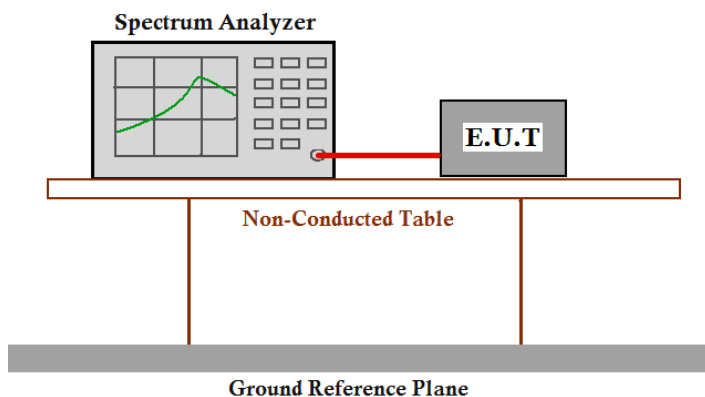 Spectrum Analyzer
E.U.T
Non-Conducted Table
Ground Reference Plane